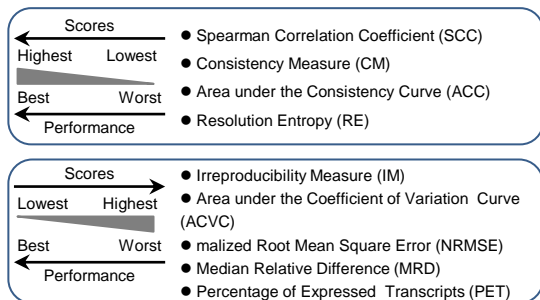 Scores
Highest Lowest
Best Worst
Performance
● Spearman Correlation Coefficient (SCC)
● Consistency Measure (CM)
● Area under the Consistency Curve (ACC)
● Resolution Entropy (RE)
Scores
Lowest Highest
Best Worst
Performance
● Irreproducibility Measure (IM)
● Area under the Coefficient of Variation Curve
(ACVC)
● malized Root Mean Square Error (NRMSE)
● Median Relative Difference (MRD)
● Percentage of Expressed Transcripts (PET)